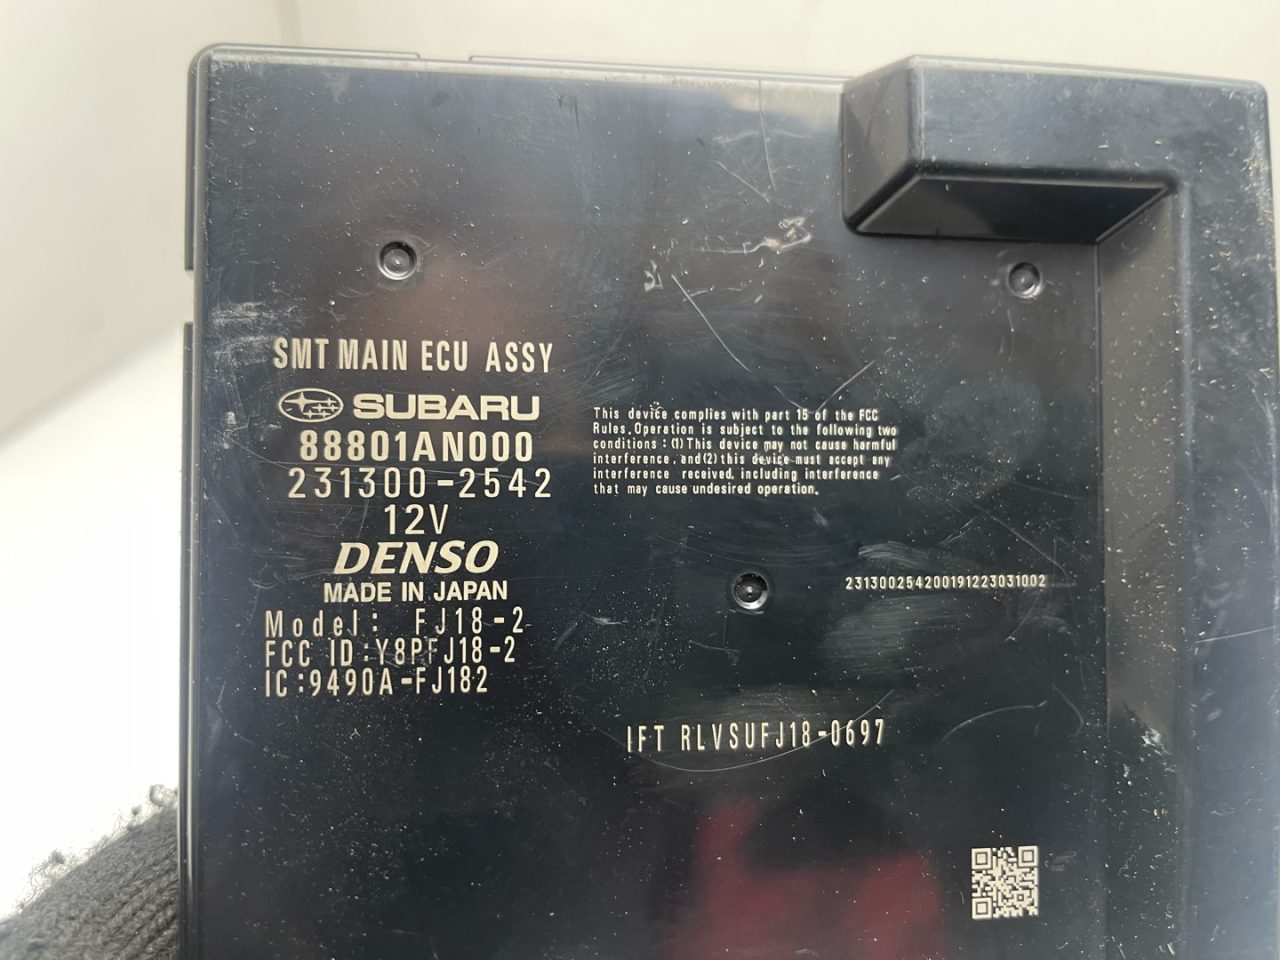 SMT MAIN ECU ASSY
SUBARU
88801AN000
231300-2542
12V
DENSO
MADE IN JAPAN
Model: FJ18-2
FCC ID:Y8PFJ18-2
IC:9490A-FJ182
This device complies with part 15 of the FCC
Rules. Operation is subject to the following two
conditions : (1) This device may not cause harmful
interference, and (2) this device must accept any
interference received, including interference
that may cause undesired operation.
231300254200191223031002
IFT RLVSUFJ18-0697